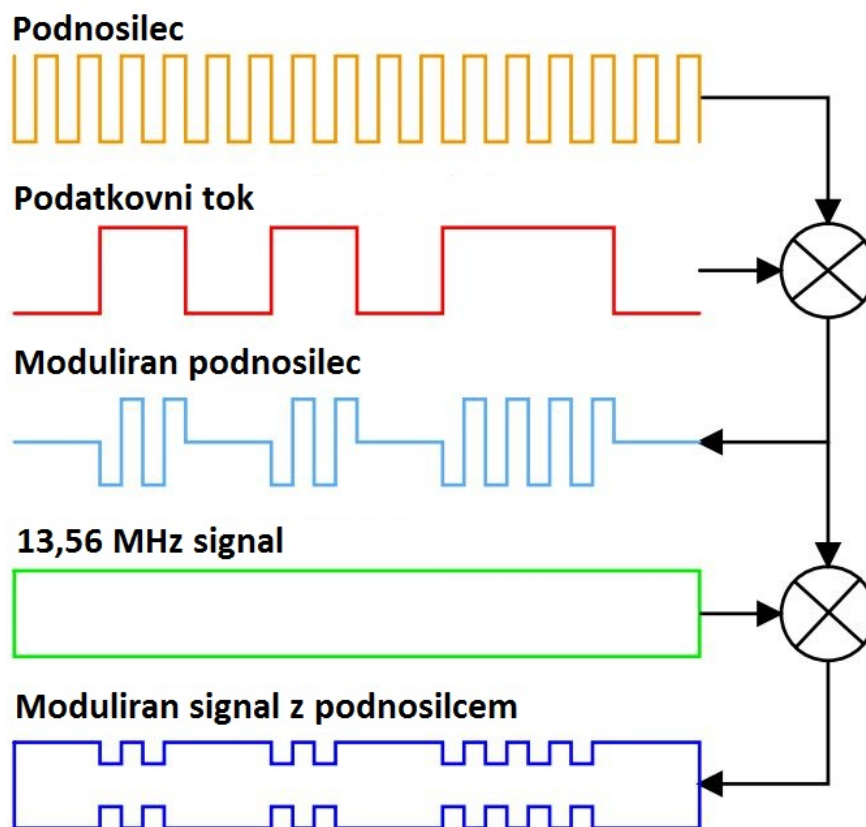 Podnosilec
Podatkovni tok
Moduliran podnosilec
13,56 MHz signal
Moduliran signal z podnosilcem